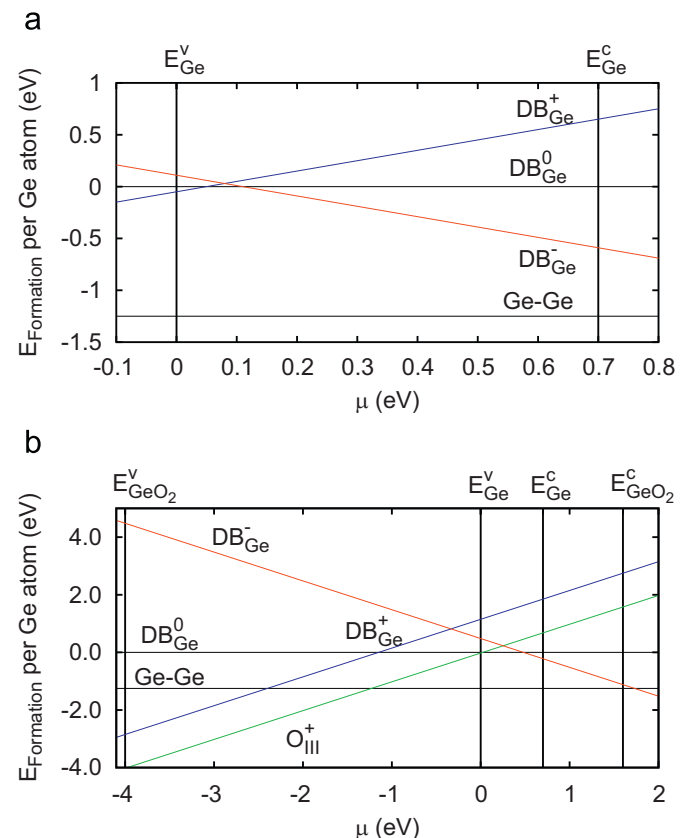 a
E^v_Ge E^c_Ge
E_Formation per Ge atom (eV)
1
0.5
0
-0.5
-1
-1.5
DB^+_Ge
DB^0_Ge
DB^-_Ge
Ge-Ge
-0.1 0 0.1 0.2 0.3 0.4 0.5 0.6 0.7 0.8
μ (eV)
b
E^v_GeO2 E^v_Ge E^c_Ge E^c_GeO2
E_Formation per Ge atom (eV)
4.0
2.0
0.0
-2.0
-4.0
DB^-_Ge
DB^0_Ge DB^+_Ge
Ge-Ge
O^+_III
-4 -3 -2 -1 0 1 2
μ (eV)